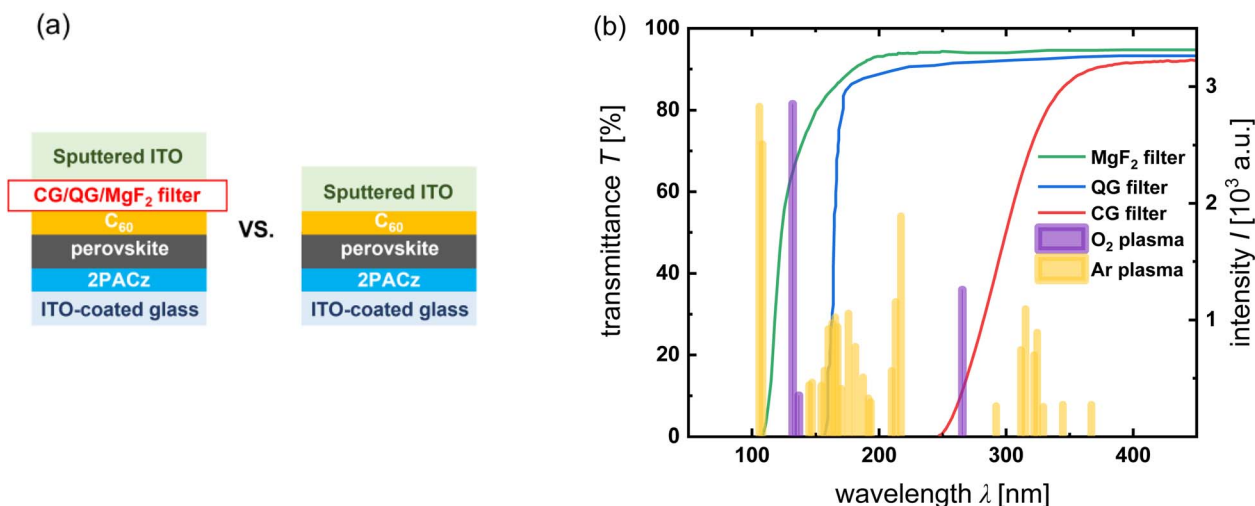 (a)
Sputtered ITO
CG/QG/MgF₂ filter
C₆₀
perovskite
2PACz
ITO-coated glass
VS.
Sputtered ITO
C₆₀
perovskite
2PACz
ITO-coated glass
(b)
transmittance T [%]
100
80
60
40
20
0
MgF₂ filter
QG filter
CG filter
O₂ plasma
Ar plasma
3
2
1
intensity I [10³ a.u.]
100 200 300 400
wavelength λ [nm]